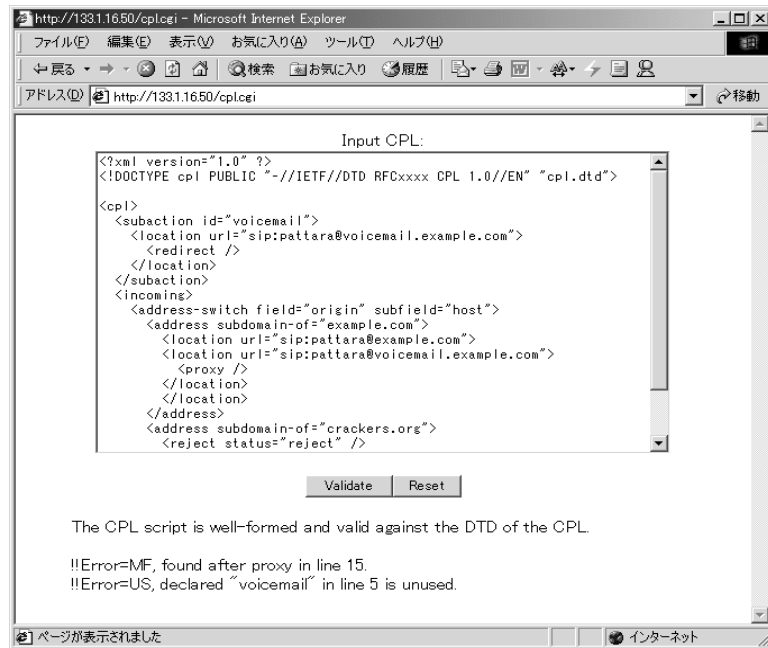 http://133.1.16.50/cpl.cgi - Microsoft Internet Explorer
ファイル(F) 編集(E) 表示(V) お気に入り(A) ツール(T) ヘルプ(H)
戻る 検索 お気に入り 履歴
アドレス(D) http://133.1.16.50/cpl.cgi 移動
Input CPL:
<?xml version="1.0" ?>
<!DOCTYPE cpl PUBLIC "-//IETF//DTD RFCxxxx CPL 1.0//EN" "cpl.dtd">
<cpl>
<subaction id="voicemail">
<location url="sip:pattara@voicemail.example.com">
<redirect />
</location>
</subaction>
<incoming>
<address-switch field="origin" subfield="host">
<address subdomain-of="example.com">
<location url="sip:pattara@example.com">
<location url="sip:pattara@voicemail.example.com">
<proxy />
</location>
</location>
</address>
<address subdomain-of="crackers.org">
<reject status="reject" />
Validate Reset
The CPL script is well-formed and valid against the DTD of the CPL.
!!Error=MF, found after proxy in line 15.
!!Error=US, declared "voicemail" in line 5 is unused.
ページが表示されました インターネット